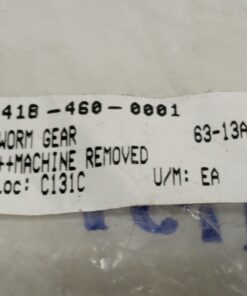 418-460-0001
WORM GEAR 63-13A
++MACHINE REMOVED
Loc: C131C U/M: EA